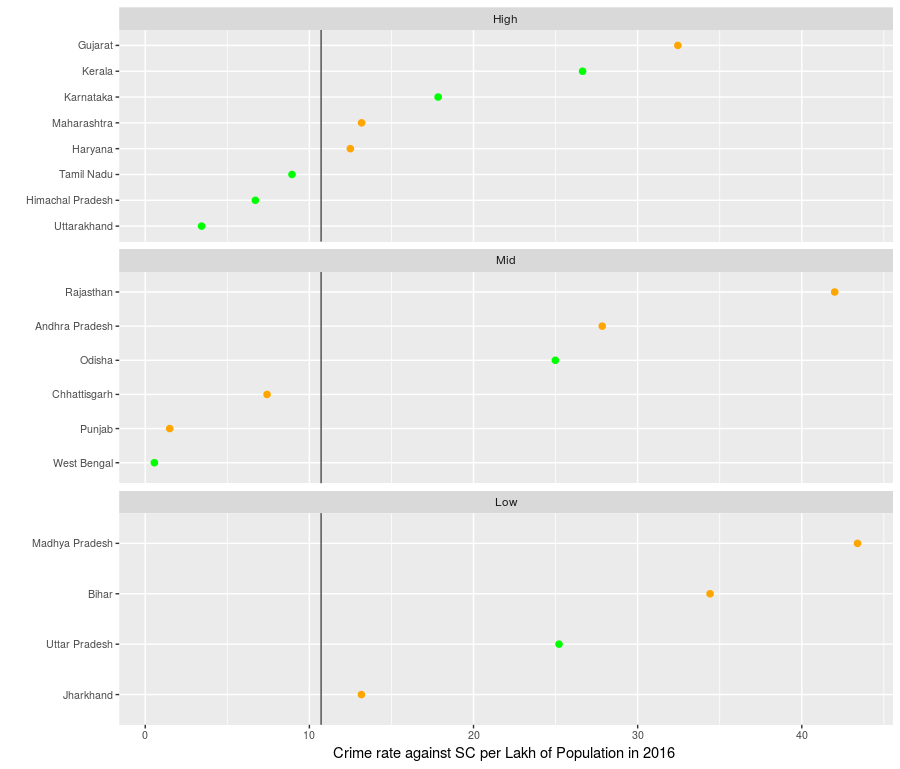 High
Gujarat
Kerala
Karnataka
Maharashtra
Haryana
Tamil Nadu
Himachal Pradesh
Uttarakhand
Mid
Rajasthan
Andhra Pradesh
Odisha
Chhattisgarh
Punjab
West Bengal
Low
Madhya Pradesh
Bihar
Uttar Pradesh
Jharkhand
0 10 20 30 40
Crime rate against SC per Lakh of Population in 2016